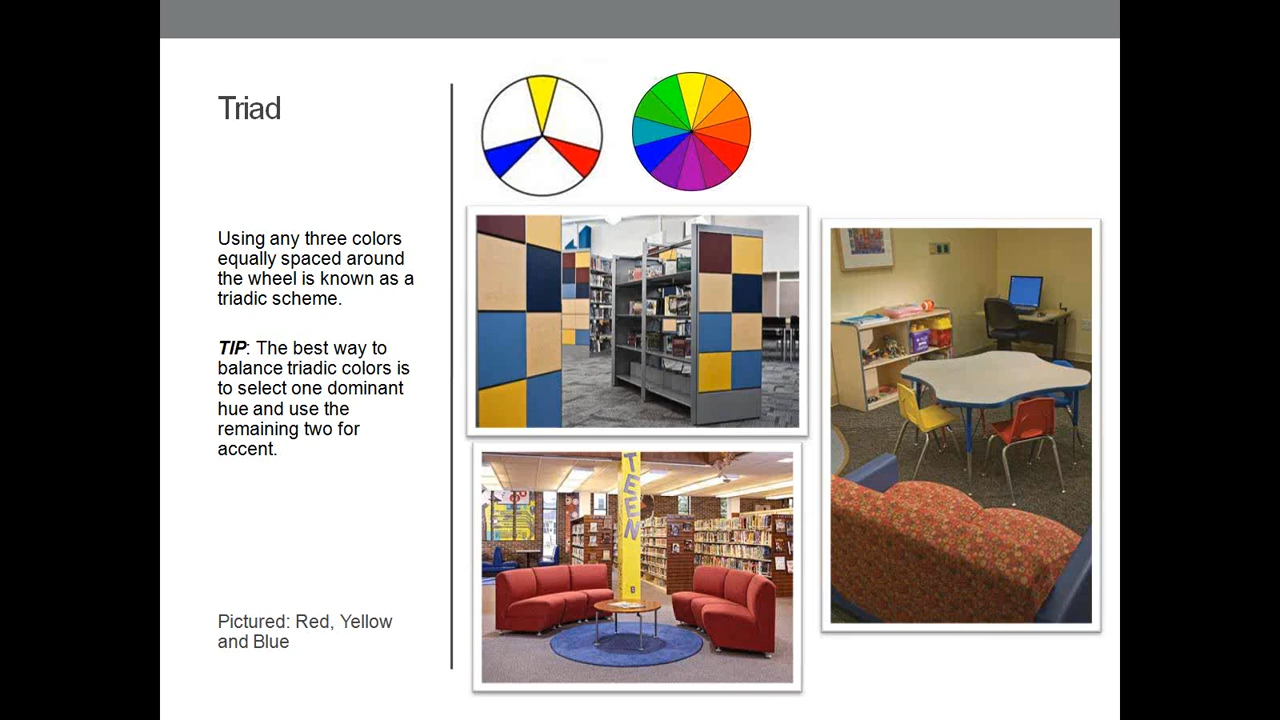 Triad
Using any three colors
equally spaced around
the wheel is known as a
triadic scheme.
TIP: The best way to
balance triadic colors is
to select one dominant
hue and use the
remaining two for
accent.
Pictured: Red, Yellow
and Blue
TEEN